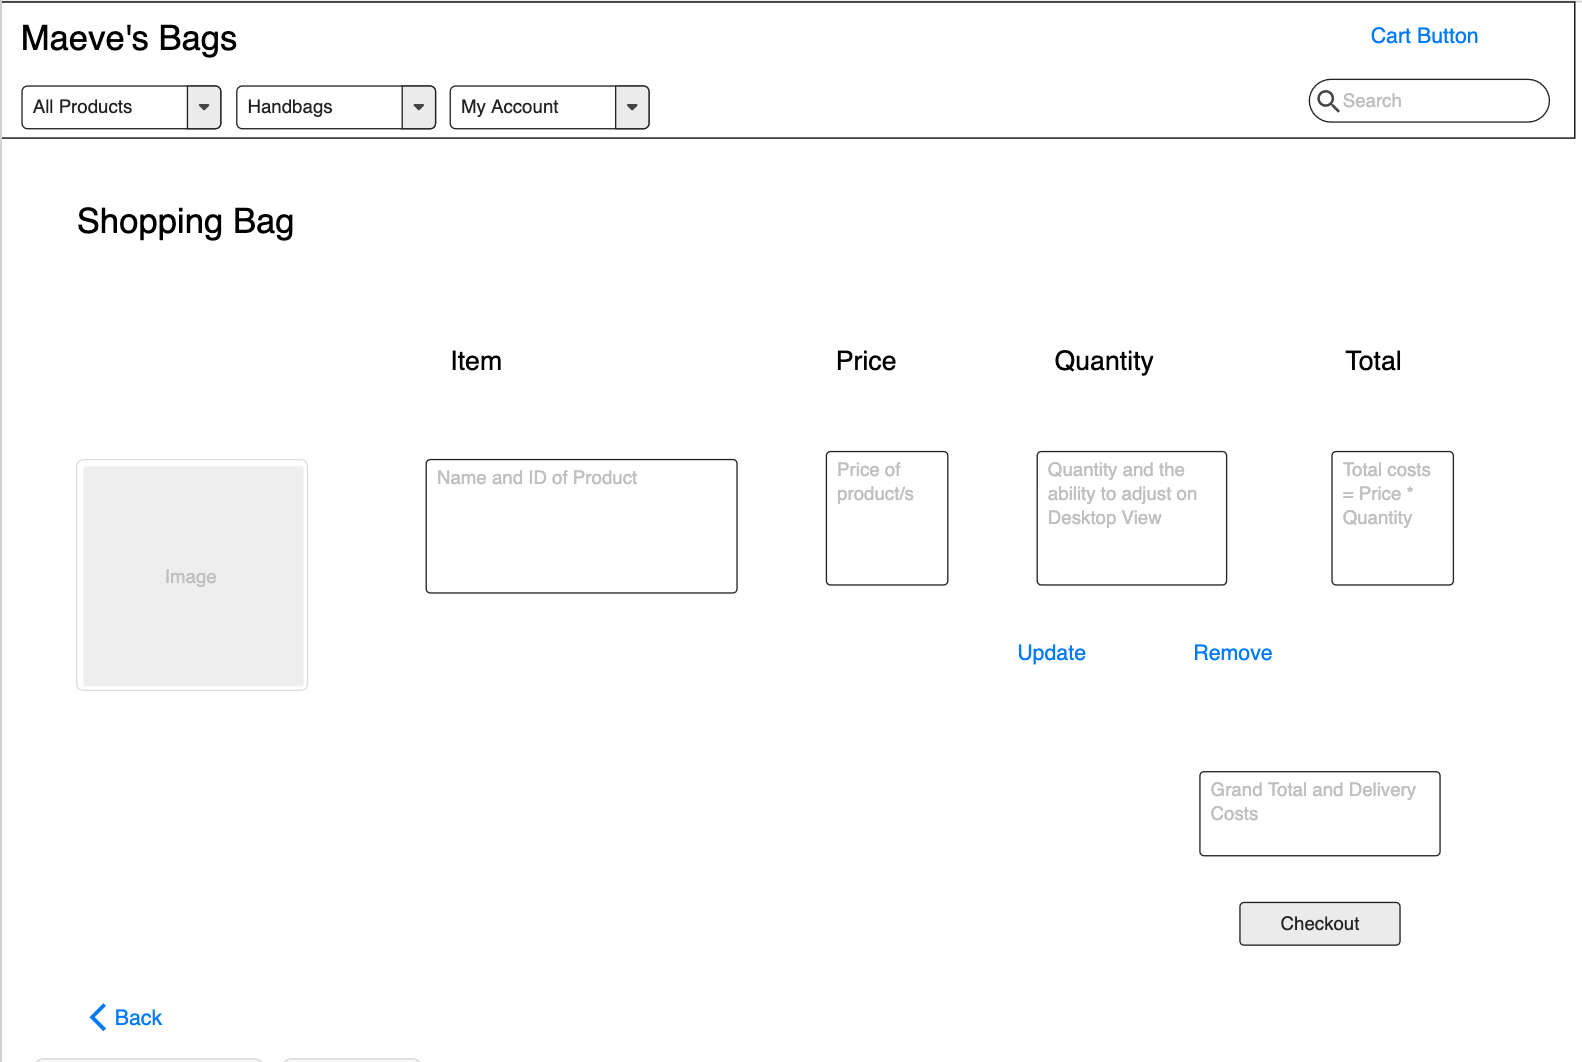 Maeve's Bags
Cart Button
All Products
Handbags
My Account
Search
Shopping Bag
Item
Price
Quantity
Total
Image
Name and ID of Product
Price of
product/s
Quantity and the
ability to adjust on
Desktop View
Total costs
= Price *
Quantity
Update
Remove
Grand Total and Delivery
Costs
Checkout
Back